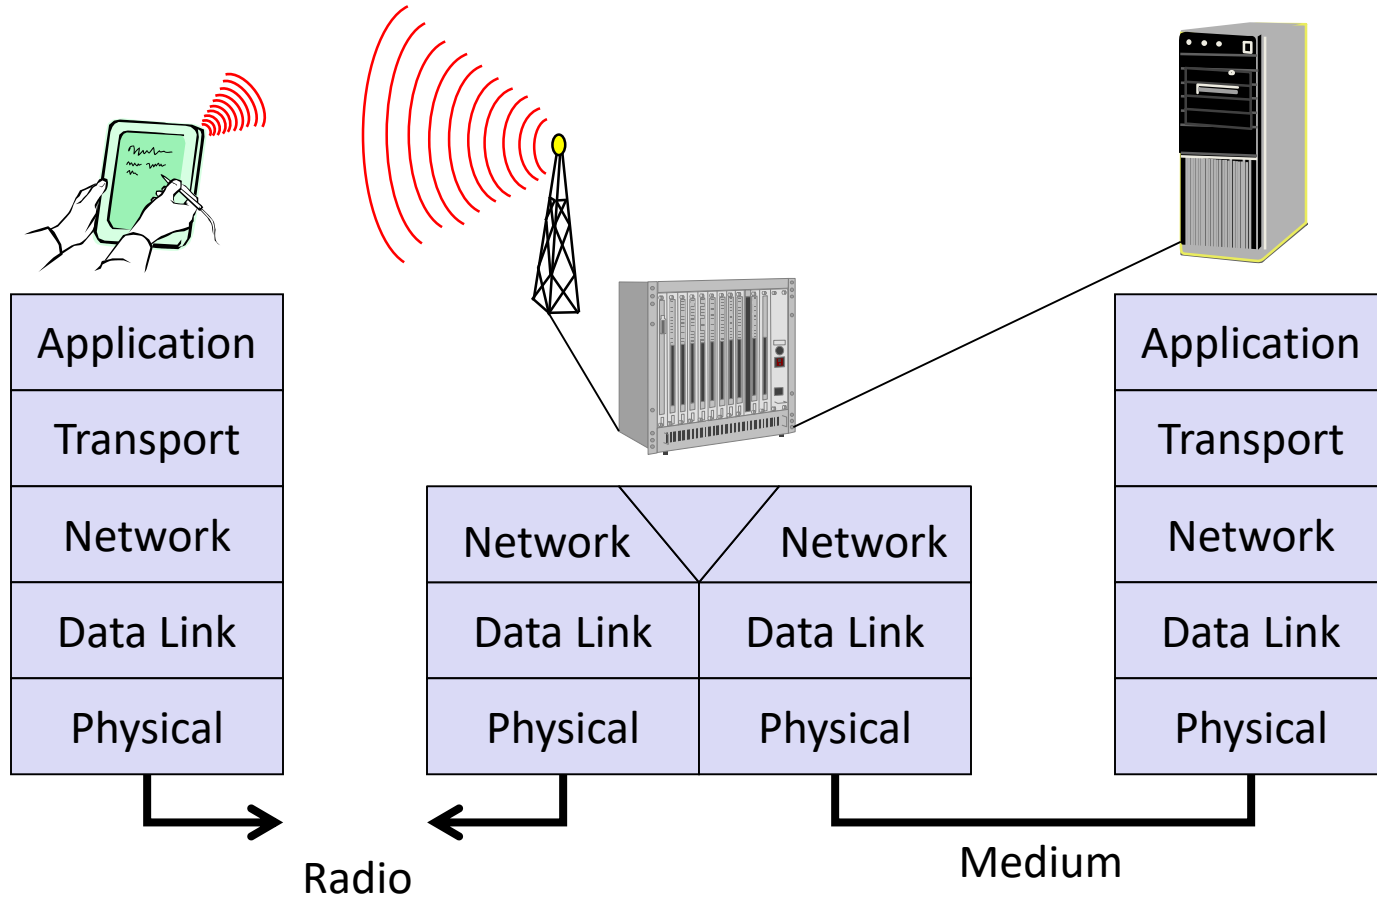 Application
Transport
Network
Data Link
Physical
Network
Network
Data Link
Data Link
Physical
Physical
Application
Transport
Network
Data Link
Physical
Radio
Medium